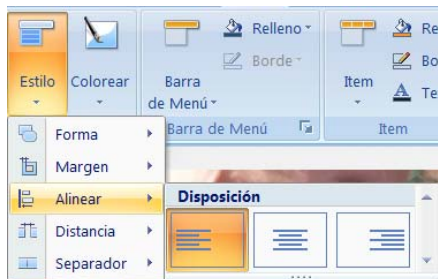 Relleno
Re
Borde
Bo
Estilo
Colorear
Barra
de Menú
Item
Te
Barra de Menú
Item
Forma
Margen
Alinear
Disposición
Distancia
Separador